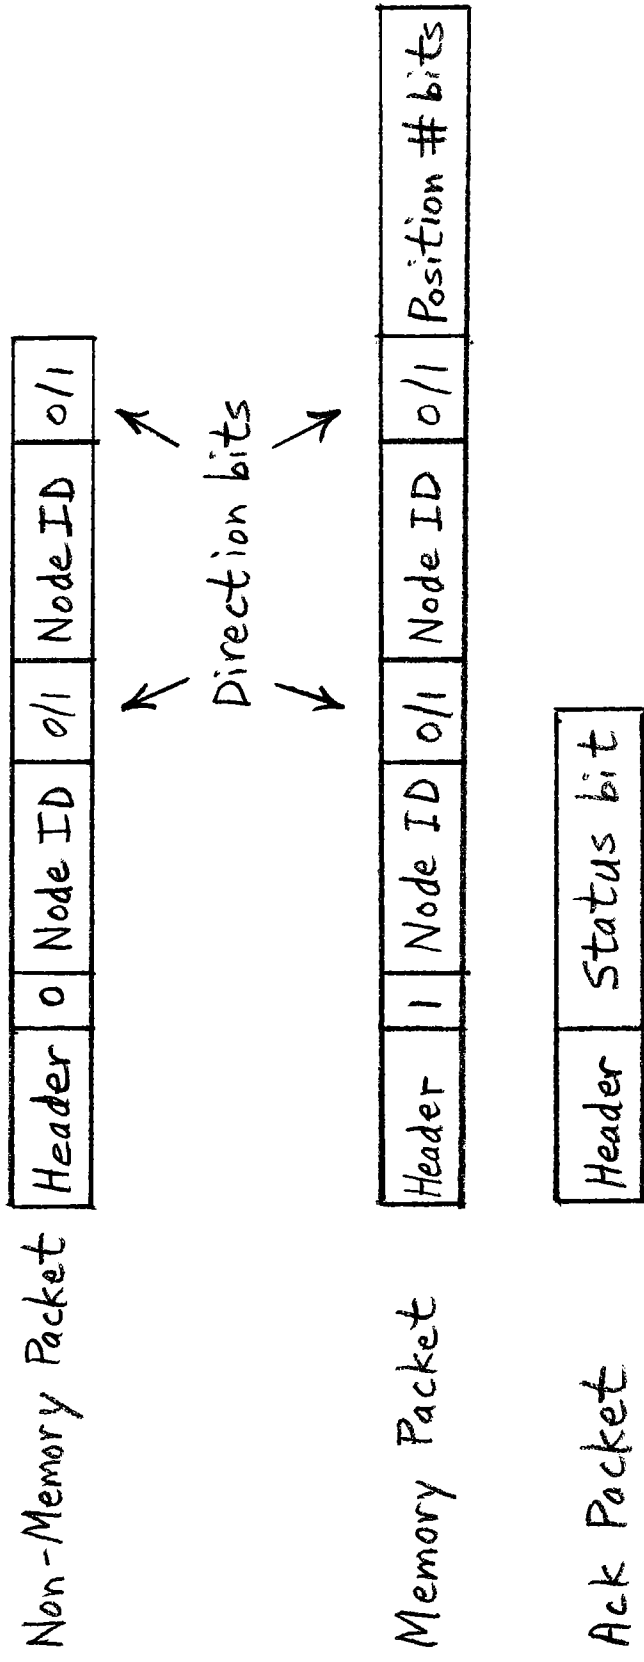 Non-Memory Packet Header 0 Node ID 0/1 Node ID 0/1
Direction bits
Memory Packet Header 1 Node ID 0/1 Node ID 0/1 Position # bits
Ack Packet Header Status bit